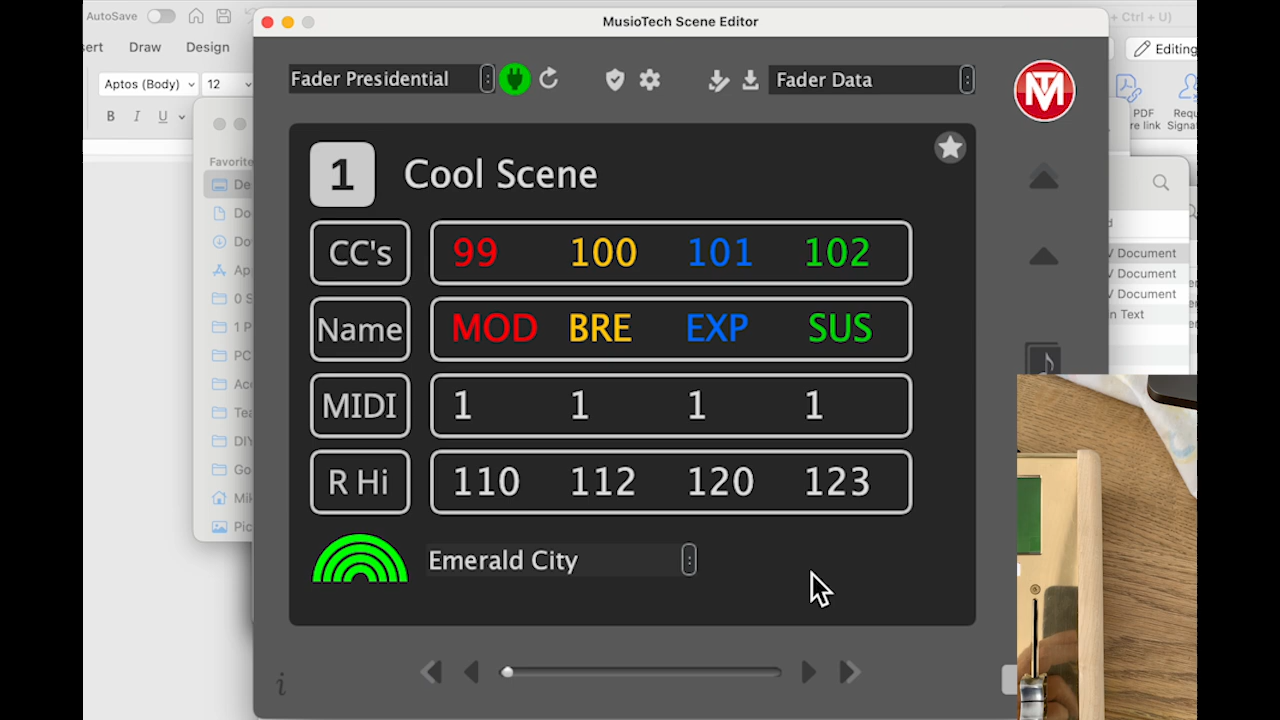 AutoSave
+ Ctrl + U)
MusioTech Scene Editor
Draw
Design
Editing
Aptos (Body)
12
B I U
PDF
Fader Presidential
Fader Data
M
Favorite
1
Cool Scene
CC's
99 100 101 102
V Document
V Document
V Document
Name
MOD BRE EXP SUS
MIDI
1 1 1 1
R Hi
110 112 120 123
Emerald City
i